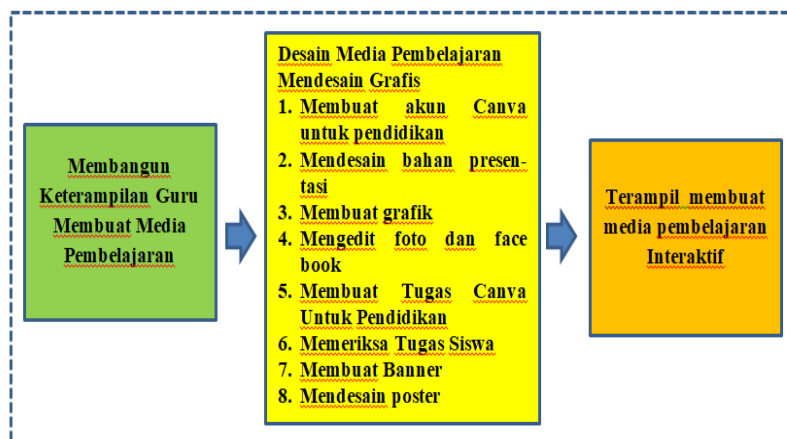 Membangun
Keterampilan Guru
Membuat Media
Pembelajaran
Desain Media Pembelajaran
Mendesain Grafis
1. Membuat akun Canva
untuk pendidikan
2. Mendesain bahan presen-
tasi
3. Membuat grafik
4. Mengedit foto dan face
book
5. Membuat Tugas Canva
Untuk Pendidikan
6. Memeriksa Tugas Siswa
7. Membuat Banner
8. Mendesain poster
Terampil membuat
media pembelajaran
Interaktif